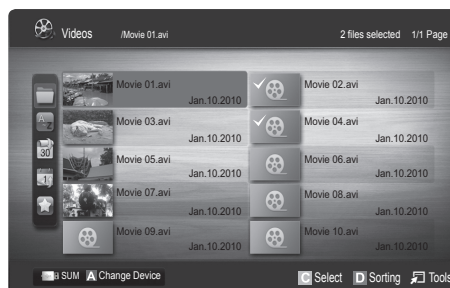 Videos /Movie 01.avi 2 files selected 1/1 Page
Movie 01.avi Movie 02.avi
Jan.10.2010 Jan.10.2010
Movie 03.avi Movie 04.avi
Jan.10.2010 Jan.10.2010
Movie 05.avi Movie 06.avi
Jan.10.2010 Jan.10.2010
Movie 07.avi Movie 08.avi
Jan.10.2010 Jan.10.2010
Movie 09.avi Movie 10.avi
Jan.10.2010 Jan.10.2010
A Z
30
1
SUM A Change Device C Select D Sorting Tools